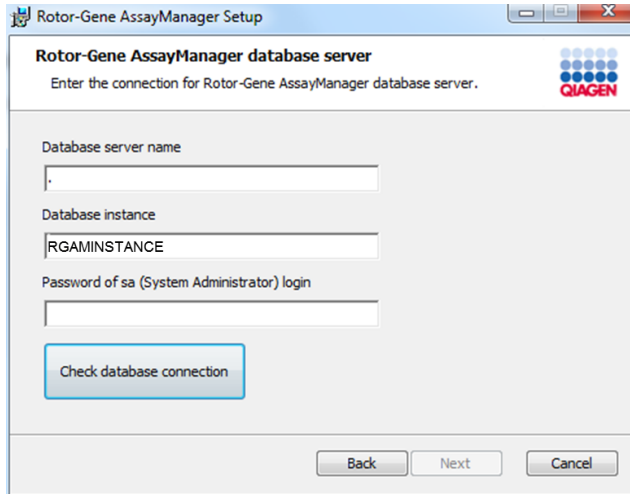 Rotor-Gene AssayManager Setup
Rotor-Gene AssayManager database server
Enter the connection for Rotor-Gene AssayManager database server.
QIAGEN
Database server name
.
Database instance
RGAMINSTANCE
Password of sa (System Administrator) login
Check database connection
Back Next Cancel